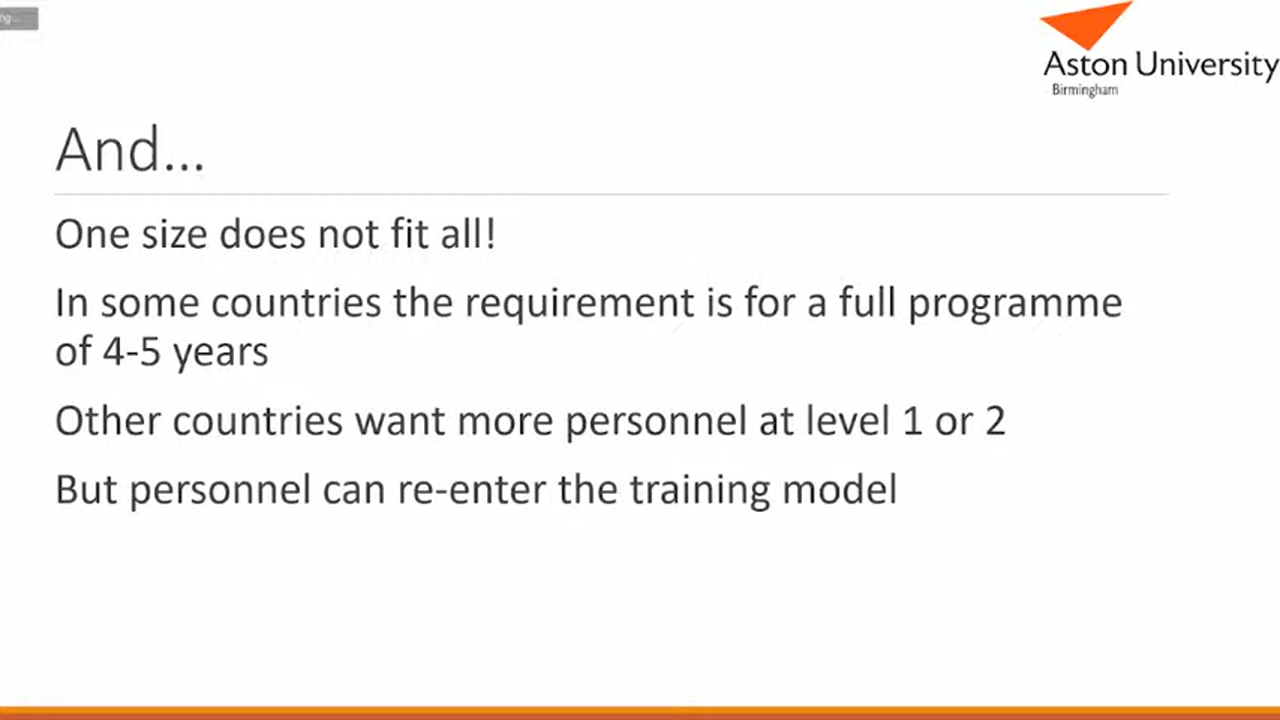 ng...
Aston University
Birmingham
And...
One size does not fit all!
In some countries the requirement is for a full programme
of 4-5 years
Other countries want more personnel at level 1 or 2
But personnel can re-enter the training model